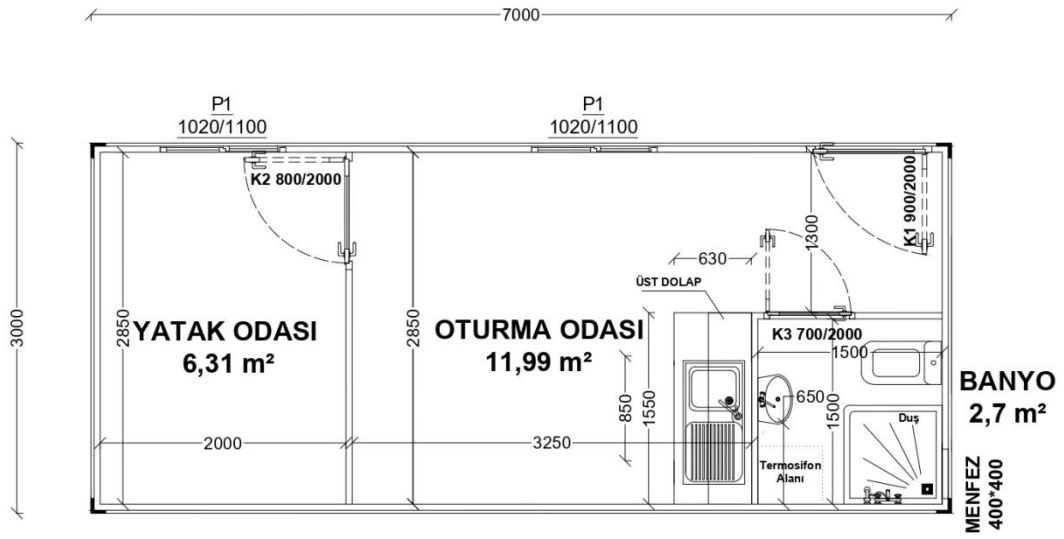 7000
P1
1020/1100
P1
1020/1100
K2 800/2000
K1 900/2000
1300
630
ÜST DOLAP
3000
2850
YATAK ODASI
6,31 m²
2850
OTURMA ODASI
11,99 m²
K3 700/2000
1500
BANYO
2,7 m²
850
1550
650
1500
Duş
2000
3250
Termosifon
Alanı
MENFEZ
400*400